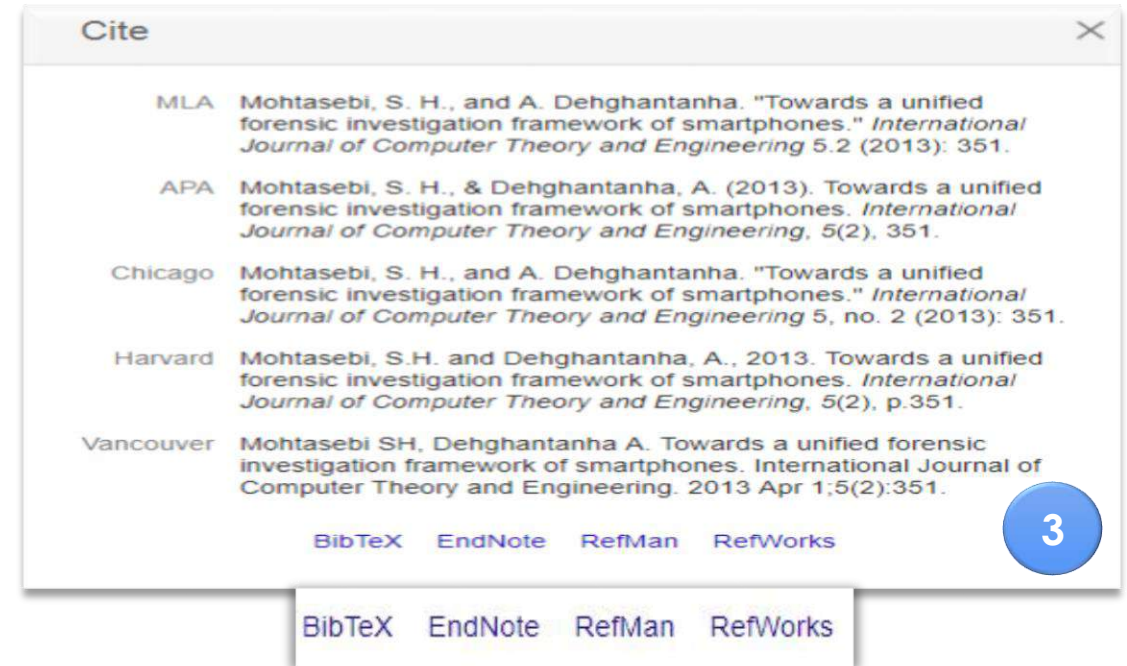 Cite
MLA Mohtasebi, S. H., and A. Dehghantanha. "Towards a unified
forensic investigation framework of smartphones." International
Journal of Computer Theory and Engineering 5.2 (2013): 351.
APA Mohtasebi, S. H., & Dehghantanha, A. (2013). Towards a unified
forensic investigation framework of smartphones. International
Journal of Computer Theory and Engineering, 5(2), 351.
Chicago Mohtasebi, S. H., and A. Dehghantanha. "Towards a unified
forensic investigation framework of smartphones." International
Journal of Computer Theory and Engineering 5, no. 2 (2013): 351.
Harvard Mohtasebi, S.H. and Dehghantanha, A., 2013. Towards a unified
forensic investigation framework of smartphones. International
Journal of Computer Theory and Engineering, 5(2), p.351.
Vancouver Mohtasebi SH, Dehghantanha A. Towards a unified forensic
investigation framework of smartphones. International Journal of
Computer Theory and Engineering. 2013 Apr 1;5(2):351.
BibTeX EndNote RefMan RefWorks
3
BibTeX EndNote RefMan RefWorks